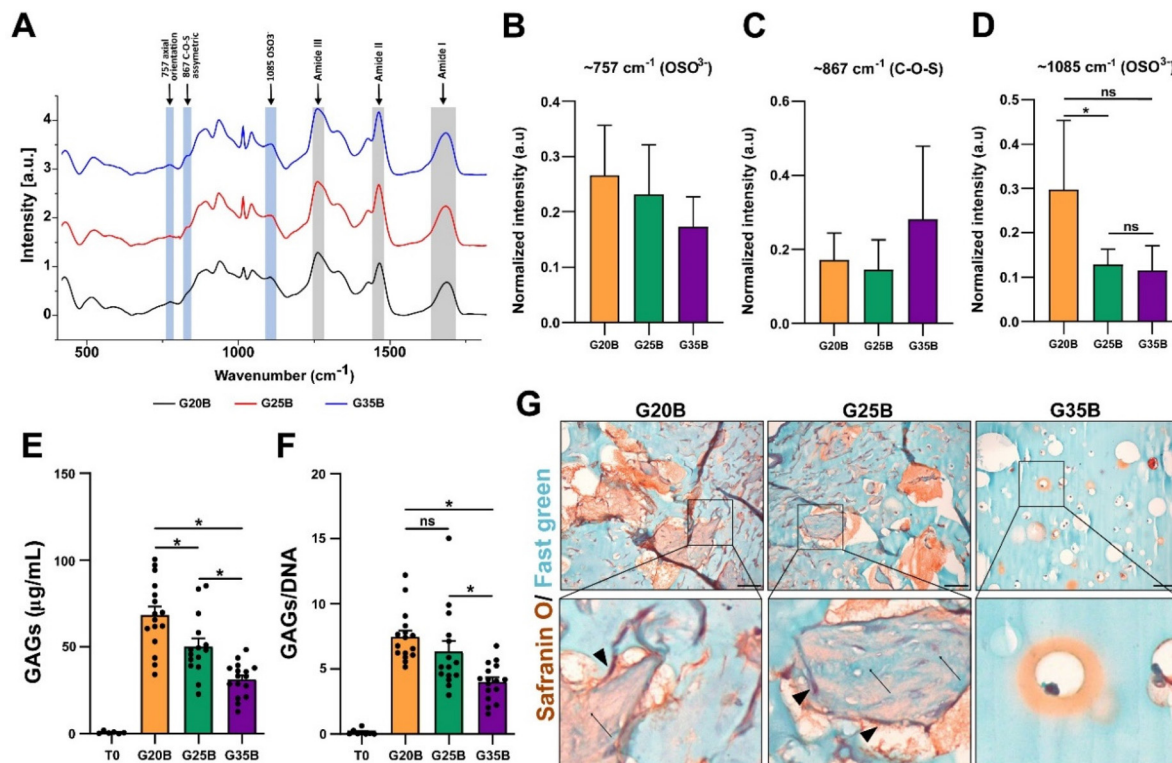 A
757 axial
orientation
867 C-O-S
assymetric
1085 OSO3-
Amide III
Amide II
Amide I
Intensity [a.u.]
4
3
2
1
0
500
1000
1500
Wavenumber (cm-1)
G20B
G25B
G35B
B
~757 cm-1 (OSO3-)
Normalized intensity (a.u)
0.4
0.3
0.2
0.1
0.0
G20B
G25B
G35B
C
~867 cm-1 (C-O-S)
Normalized intensity (a.u)
0.6
0.4
0.2
0.0
G20B
G25B
G35B
D
~1085 cm-1 (OSO3-)
Normalized intensity (a.u)
0.5
0.4
0.3
0.2
0.1
0.0
ns
*
ns
G20B
G25B
G35B
E
GAGs (µg/mL)
150
100
50
0
*
*
*
T0
G20B
G25B
G35B
F
GAGs/DNA
20
15
10
5
0
*
ns
*
T0
G20B
G25B
G35B
G
G20B
G25B
G35B
Safranin O/ Fast green